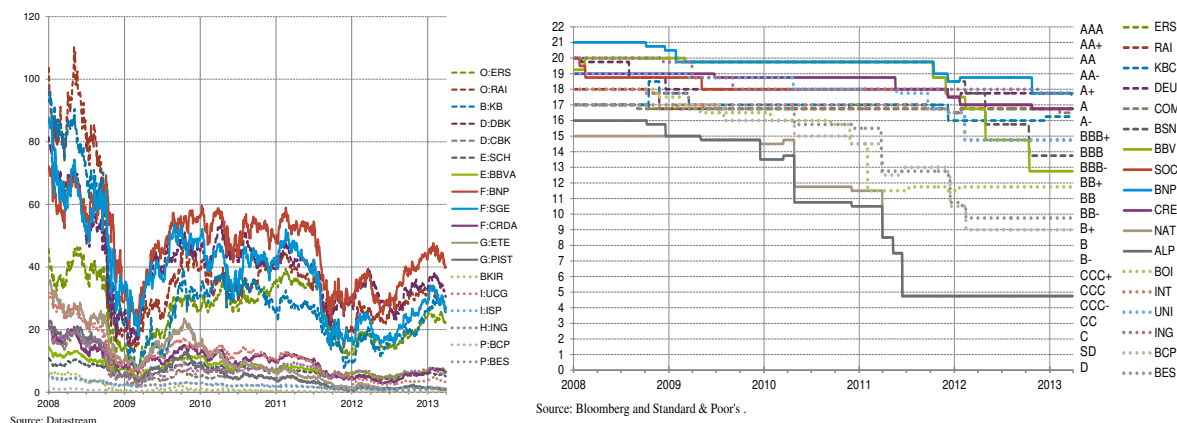 120
100
80
60
40
20
0
2008 2009 2010 2011 2012 2013
O:ERS
O:RAI
B:KB
D:DBK
D:CBK
E:SCH
E:BBVA
F:BNP
F:SGE
F:CRDA
G:ETE
G:PIST
BKIR
I:UCG
I:ISP
H:ING
P:BCP
P:BES
Source: Datastream
22
21
20
19
18
17
16
15
14
13
12
11
10
9
8
7
6
5
4
3
2
1
0
2008 2009 2010 2011 2012 2013
AAA
AA+
AA
AA-
A+
A
A-
BBB+
BBB
BBB-
BB+
BB
BB-
B+
B
B-
CCC+
CCC
CCC-
CC
C
SD
D
ERS
RAI
KBC
DEU
COM
BSN
BBV
SOC
BNP
CRE
NAT
ALP
BOI
INT
UNI
ING
BCP
BES
Source: Bloomberg and Standard & Poor's .